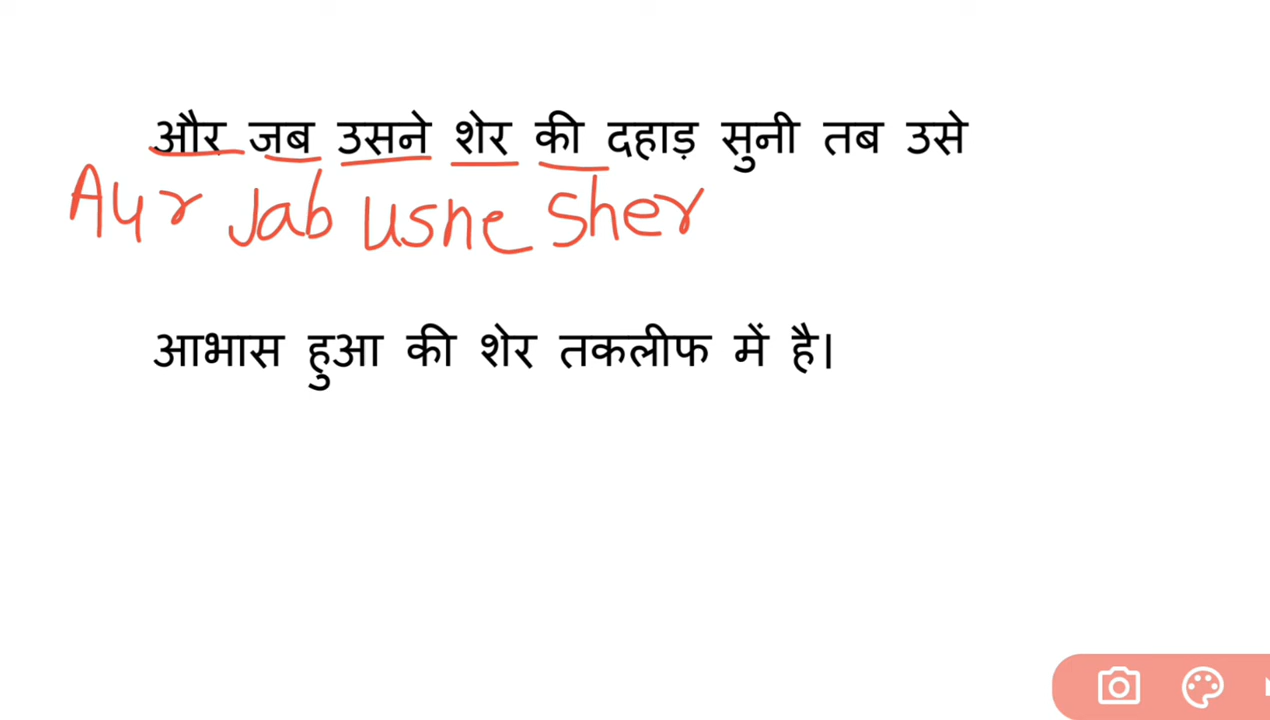 और जब उसने शेर की दहाड़ सुनी तब उसे
Aur Jab Usne Sher
आभास हुआ की शेर तकलीफ में है।